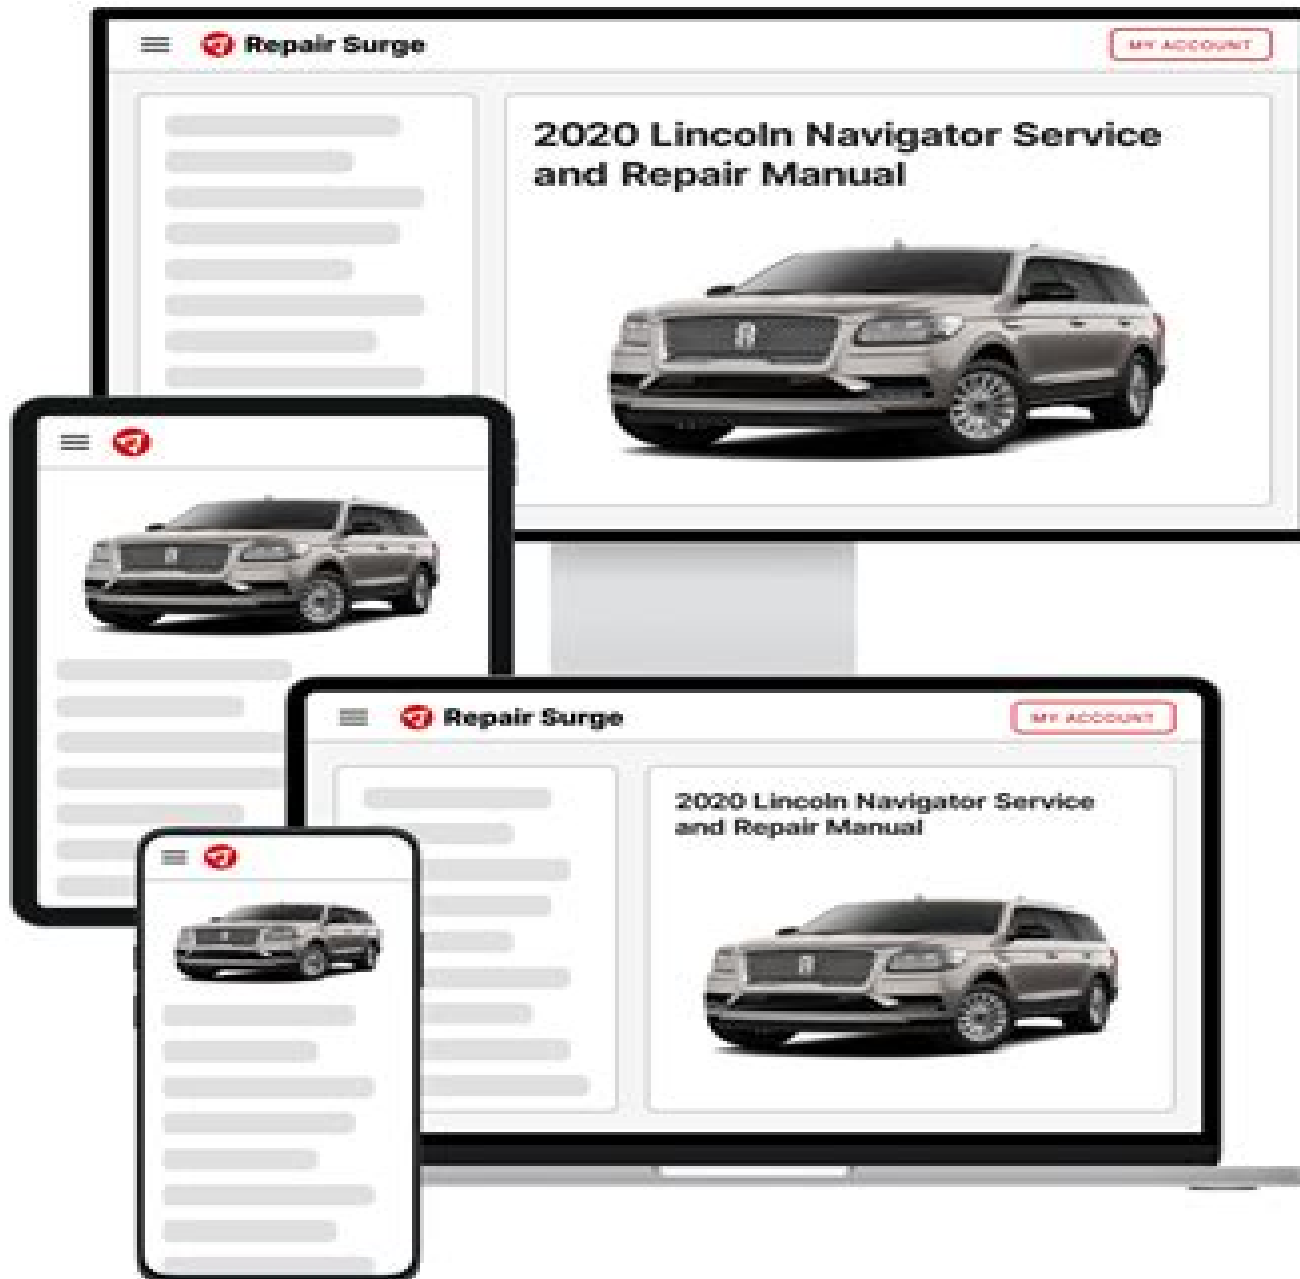 Repair Surge
MY ACCOUNT
2020 Lincoln Navigator Service
and Repair Manual
Repair Surge
MY ACCOUNT
2020 Lincoln Navigator Service
and Repair Manual